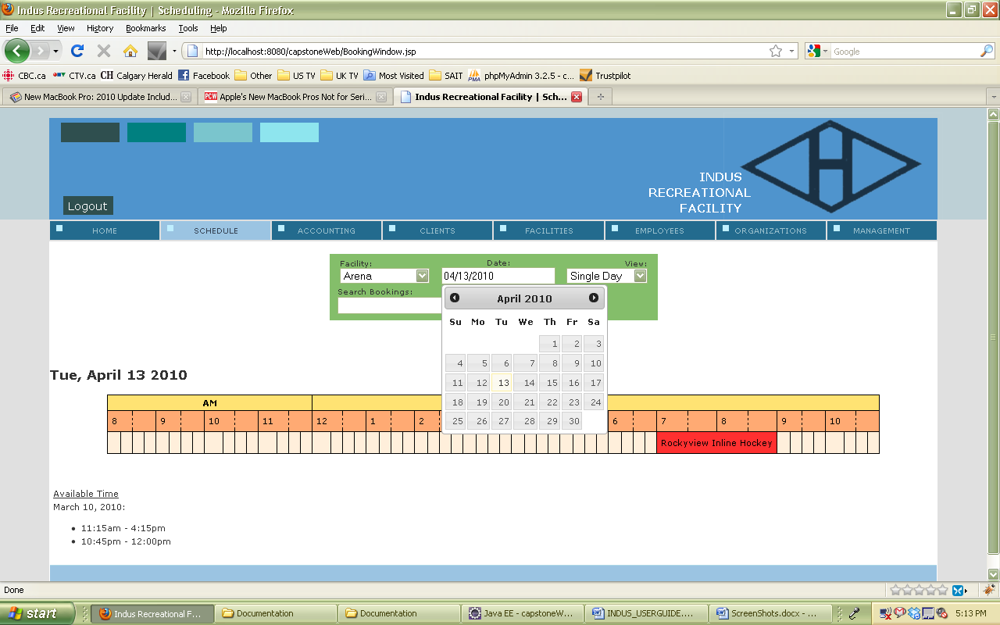 Indus Recreational Facility | Scheduling - Mozilla Firefox
File Edit View History Bookmarks Tools Help
http://localhost:8080/capstoneWeb/BookingWindow.jsp Google
CBC.ca CTV.ca CH Calgary Herald Facebook Other US TV UK TV Most Visited SAIT PMA phpMyAdmin 3.2.5 - c... Trustpilot
New MacBook Pro: 2010 Update Includ... PCW Apple's New MacBook Pros Not for Seri... Indus Recreational Facility | Sch...
INDUS
RECREATIONAL
FACILITY
H
Logout
HOME SCHEDULE ACCOUNTING CLIENTS FACILITIES EMPLOYEES ORGANIZATIONS MANAGEMENT
Facility: Date: View:
Arena 04/13/2010 Single Day
Search Bookings:
April 2010
Su Mo Tu We Th Fr Sa
1 2 3
4 5 6 7 8 9 10
11 12 13 14 15 16 17
18 19 20 21 22 23 24
25 26 27 28 29 30
Tue, April 13 2010
AM
8 9 10 11 12 1 2 6 7 8 9 10
Rockyview Inline Hockey
Available Time
March 10, 2010:
• 11:15am - 4:15pm
• 10:45pm - 12:00pm
Done
start Indus Recreational F... Documentation Documentation Java EE - capstoneW... INDUS_USERGUIDE.... ScreenShots.docx - ... 5:13 PM